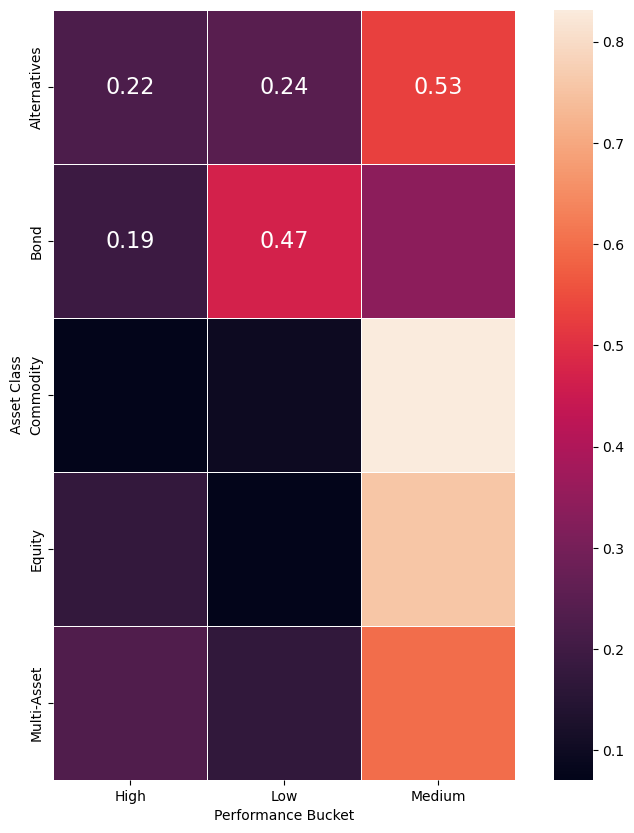 Alternatives
0.22 0.24 0.53
Bond
0.19 0.47
Asset Class
Commodity
Equity
Multi-Asset
High Low Medium
Performance Bucket
0.8
0.7
0.6
0.5
0.4
0.3
0.2
0.1